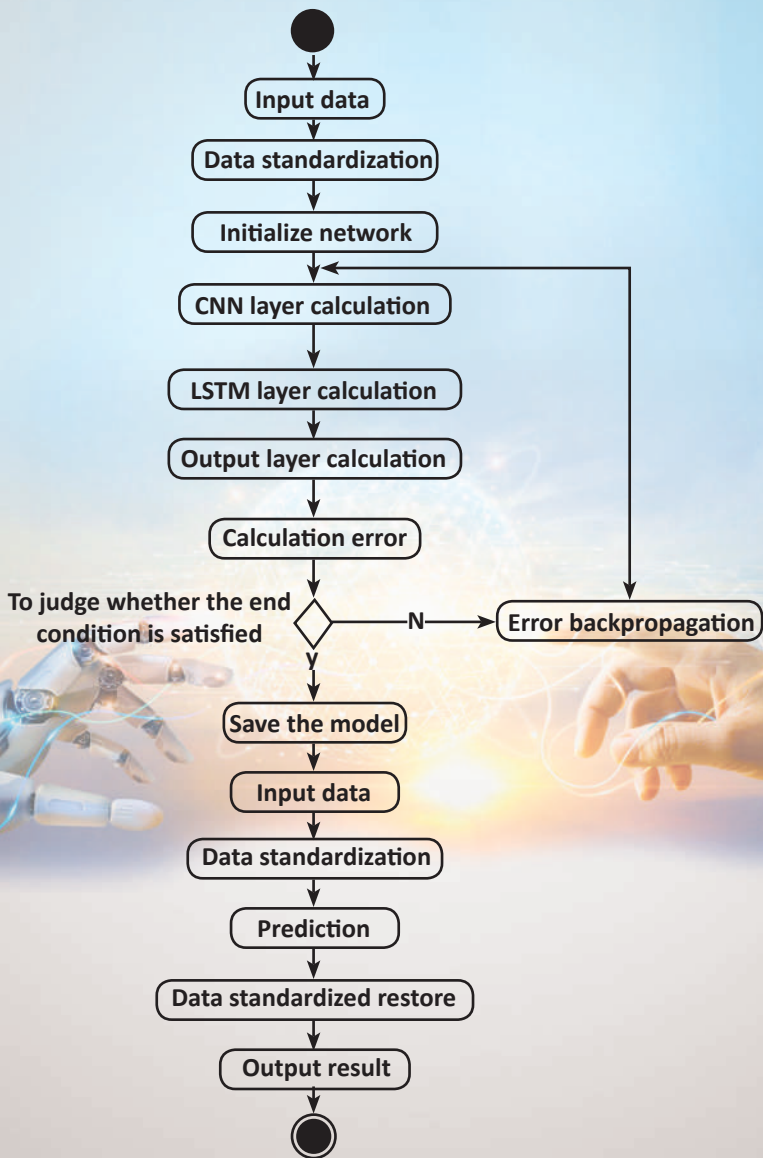 Input data
Data standardization
Initialize network
CNN layer calculation
LSTM layer calculation
Output layer calculation
Calculation error
To judge whether the end
condition is satisfied
N
Error backpropagation
y
Save the model
Input data
Data standardization
Prediction
Data standardized restore
Output result